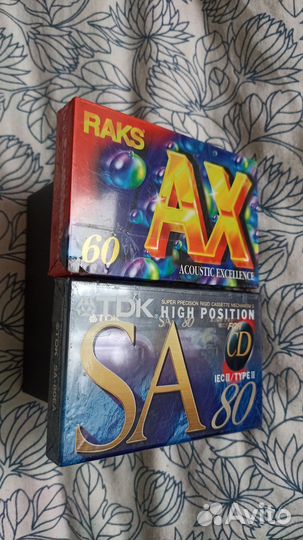 RAKS
AX
60
ACOUSTIC EXCELLENCE
SUPER PRECISION RIGID CASSETTE MECHANISM
TDK
HIGH POSITION
SA
CD
IEC II / TYPE II
80
Avito